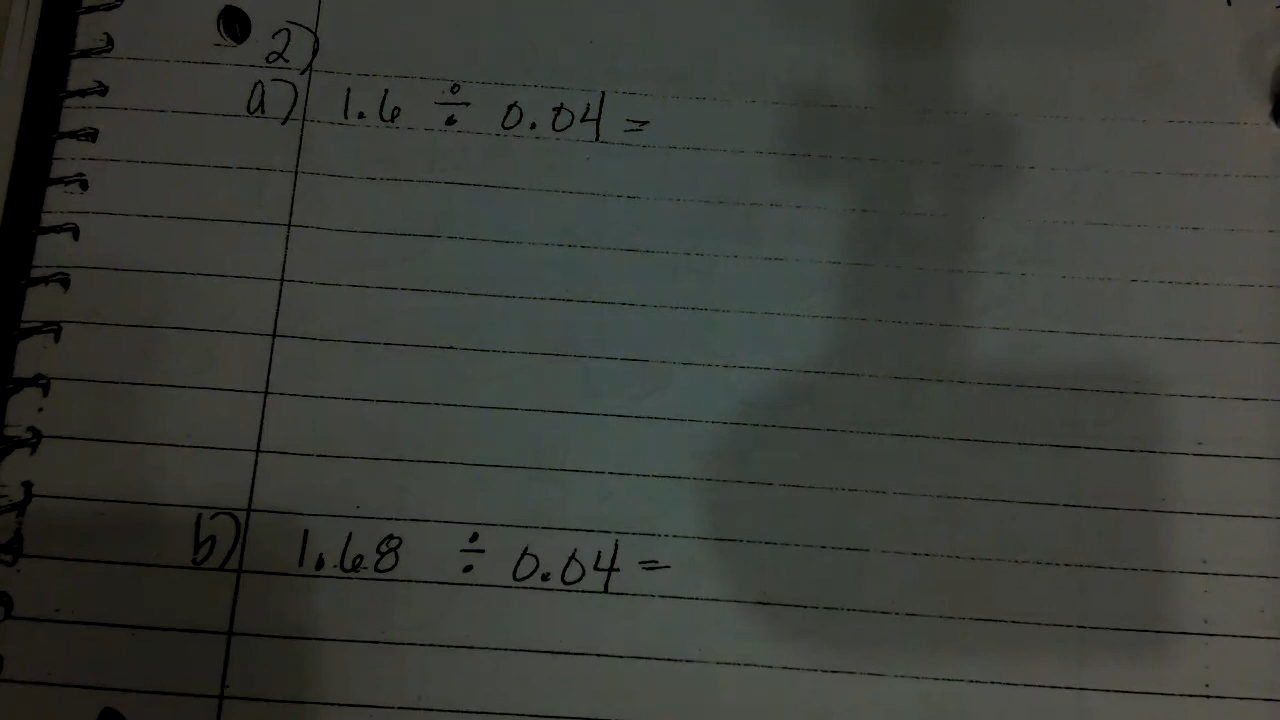 2)
a) 1.6 ÷ 0.04 =
b) 1.68 ÷ 0.04 =